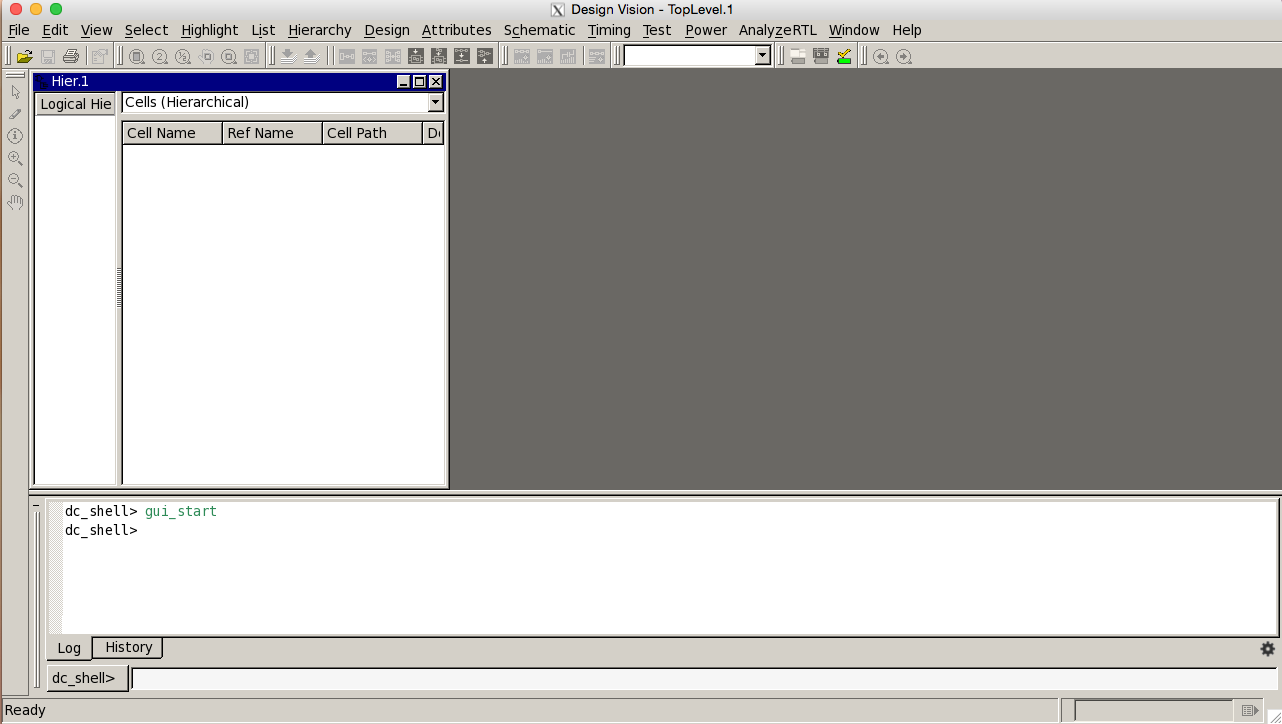 Design Vision - TopLevel.1
File Edit View Select Highlight List Hierarchy Design Attributes Schematic Timing Test Power AnalyzeRTL Window Help
Hier.1
Logical Hie
Cells (Hierarchical)
Cell Name Ref Name Cell Path
dc_shell> gui_start
dc_shell>
Log History
dc_shell>
Ready